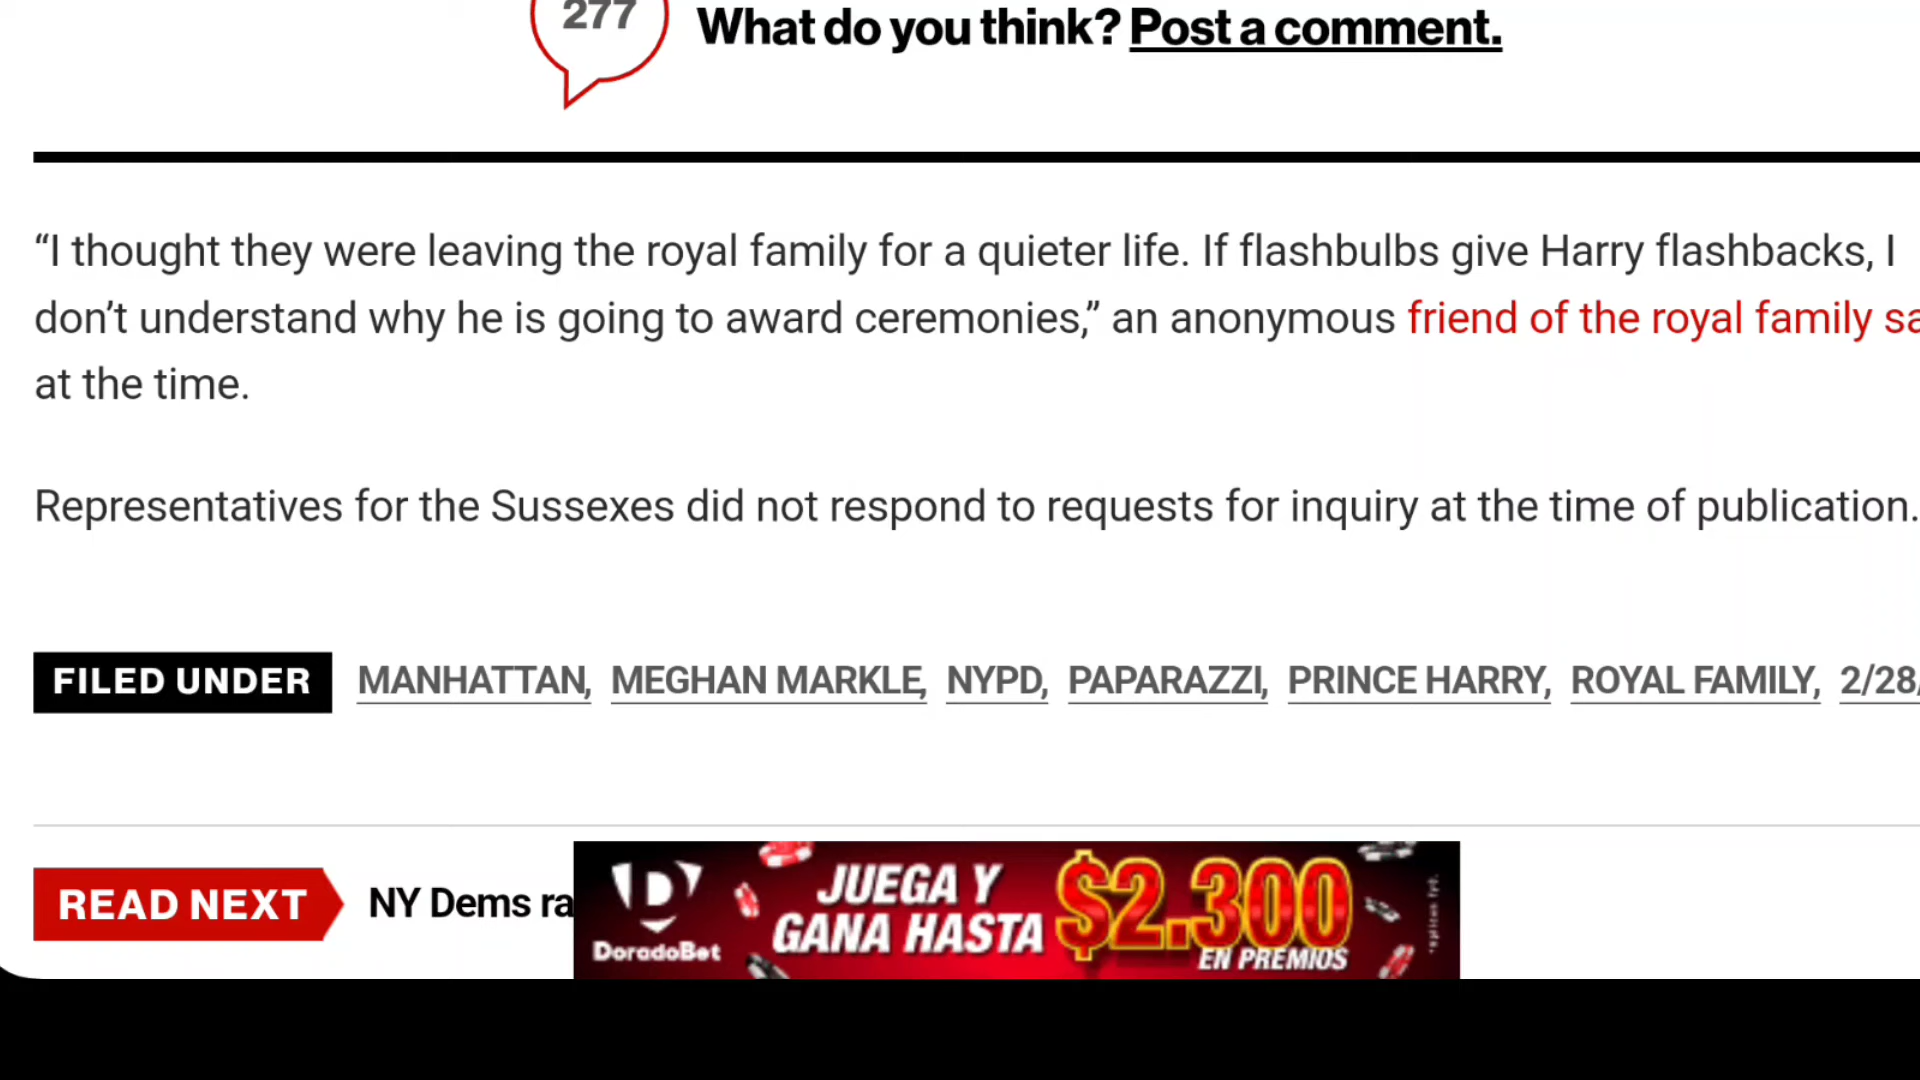 277
What do you think? Post a comment.
“I thought they were leaving the royal family for a quieter life. If flashbulbs give Harry flashbacks, I
don’t understand why he is going to award ceremonies,” an anonymous friend of the royal family sa
at the time.
Representatives for the Sussexes did not respond to requests for inquiry at the time of publication.
FILED UNDER MANHATTAN, MEGHAN MARKLE, NYPD, PAPARAZZI, PRINCE HARRY, ROYAL FAMILY, 2/28/
READ NEXT NY Dems ra
DoradoBet
JUEGA Y
GANA HASTA
$2.300
EN PREMIOS